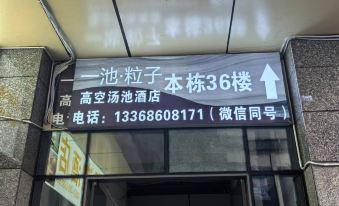 一池·粒子
本栋36楼
高 高空汤池酒店
电 电话：13368608171（微信同号）